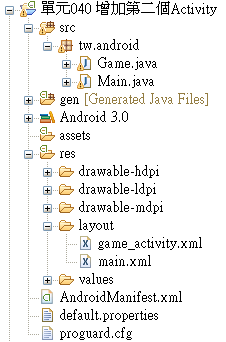 單元040 增加第二個Activity
src
tw.android
Game.java
Main.java
gen [Generated Java Files]
Android 3.0
assets
res
drawable-hdpi
drawable-ldpi
drawable-mdpi
layout
game_activity.xml
main.xml
values
AndroidManifest.xml
default.properties
proguard.cfg